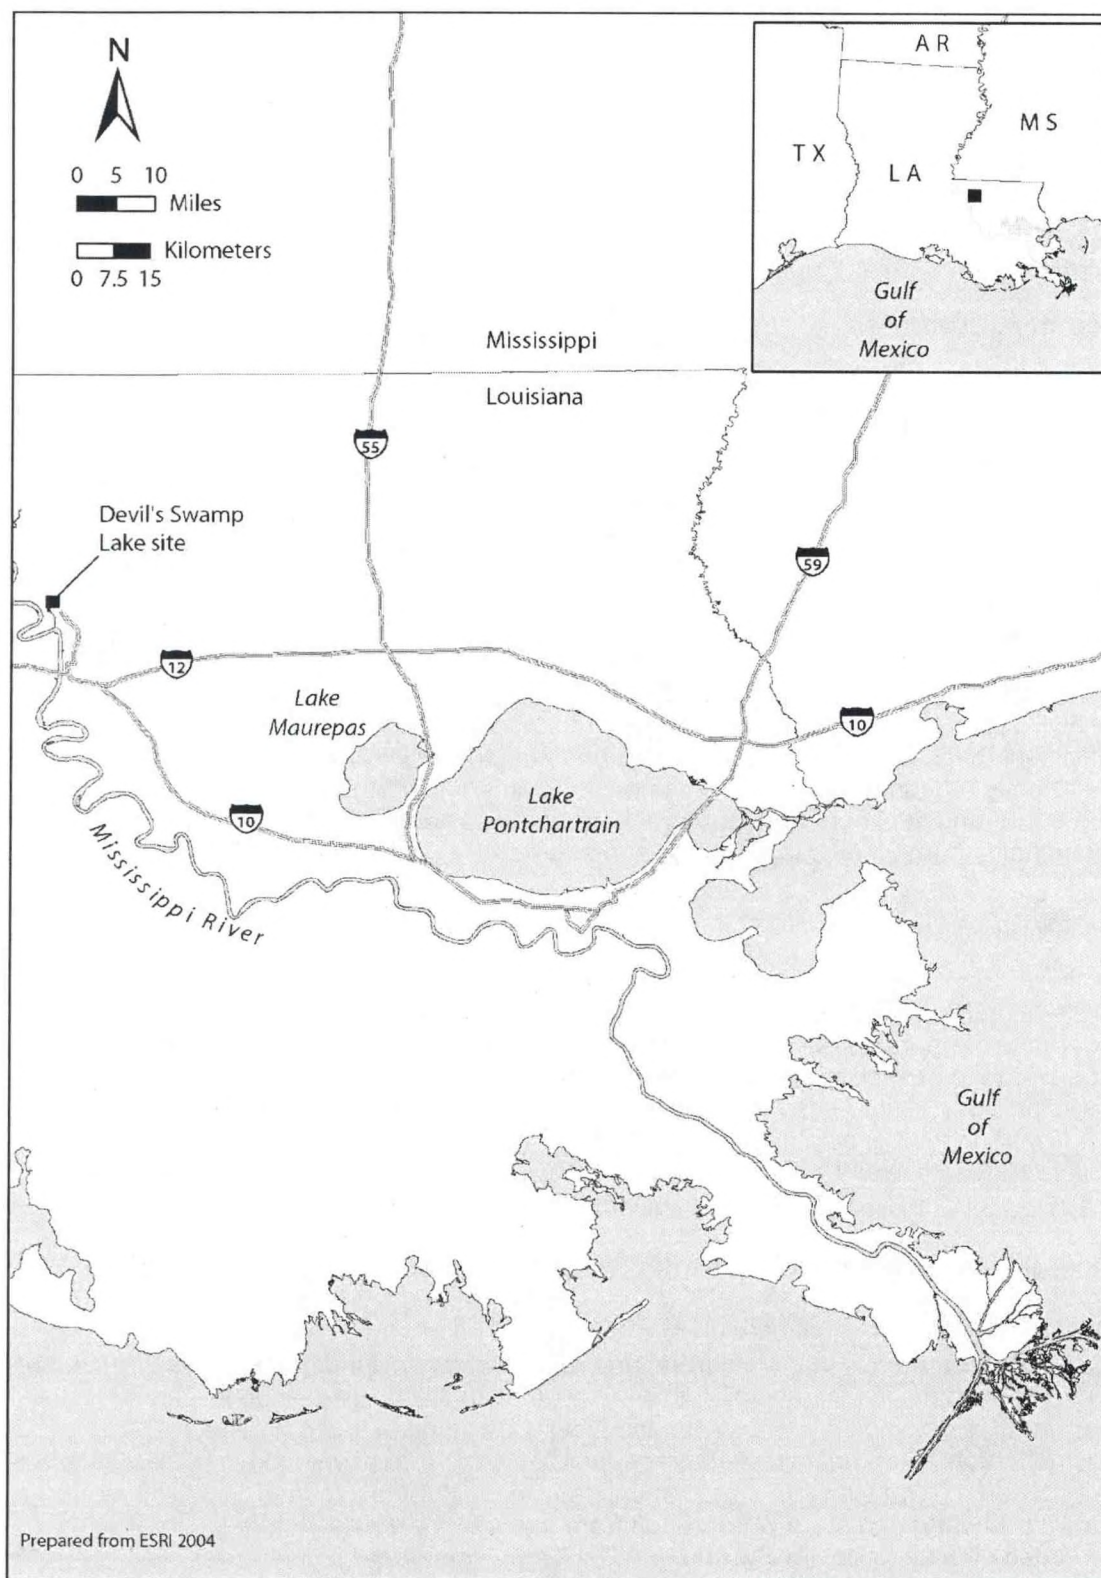 N
0 5 10
Miles
Kilometers
0 7.5 15
AR
MS
TX
LA
Gulf
of
Mexico
Mississippi
Louisiana
55
Devil's Swamp
Lake site
59
12
Lake
Maurepas
10
10
Lake
Pontchartrain
Mississippi River
Gulf
of
Mexico
Prepared from ESRI 2004